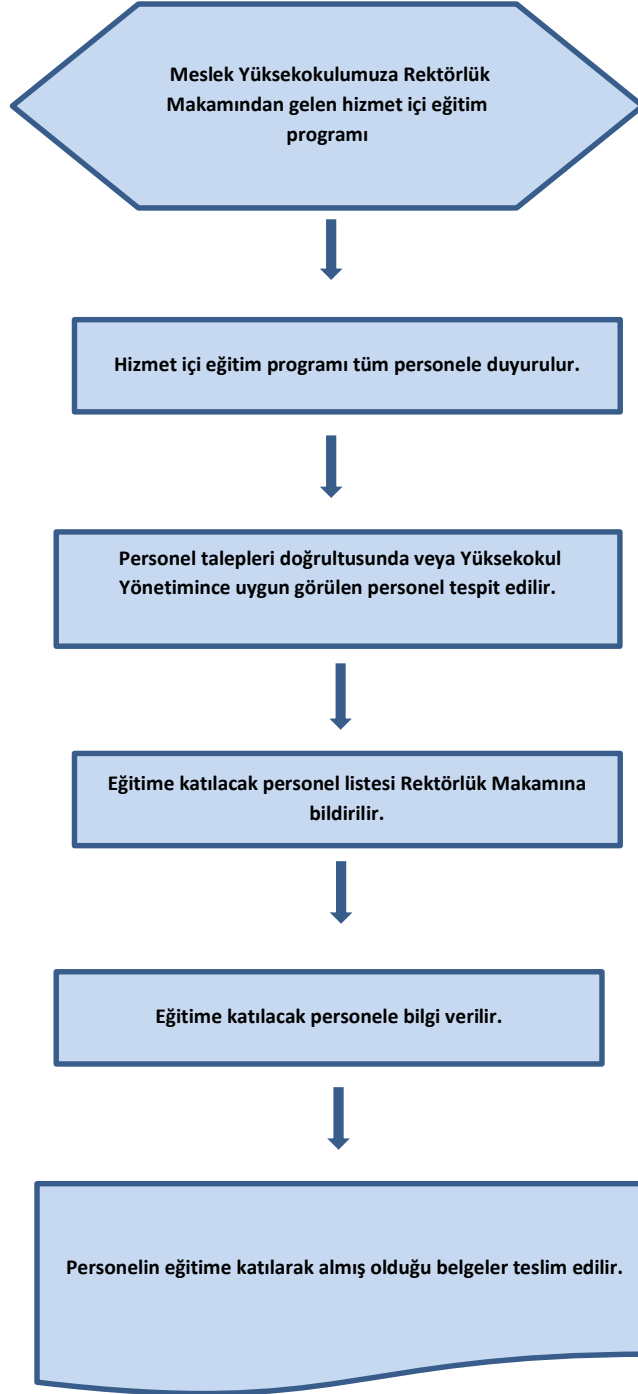 Meslek Yüksekokulumuza Rektörlük
Makamından gelen hizmet içi eğitim
programı
Hizmet içi eğitim programı tüm personele duyurulur.
Personel talepleri doğrultusunda veya Yüksekokul
Yönetimince uygun görülen personel tespit edilir.
Eğitime katılacak personel listesi Rektörlük Makamına
bildirilir.
Eğitime katılacak personele bilgi verilir.
Personelin eğitime katılarak almış olduğu belgeler teslim edilir.